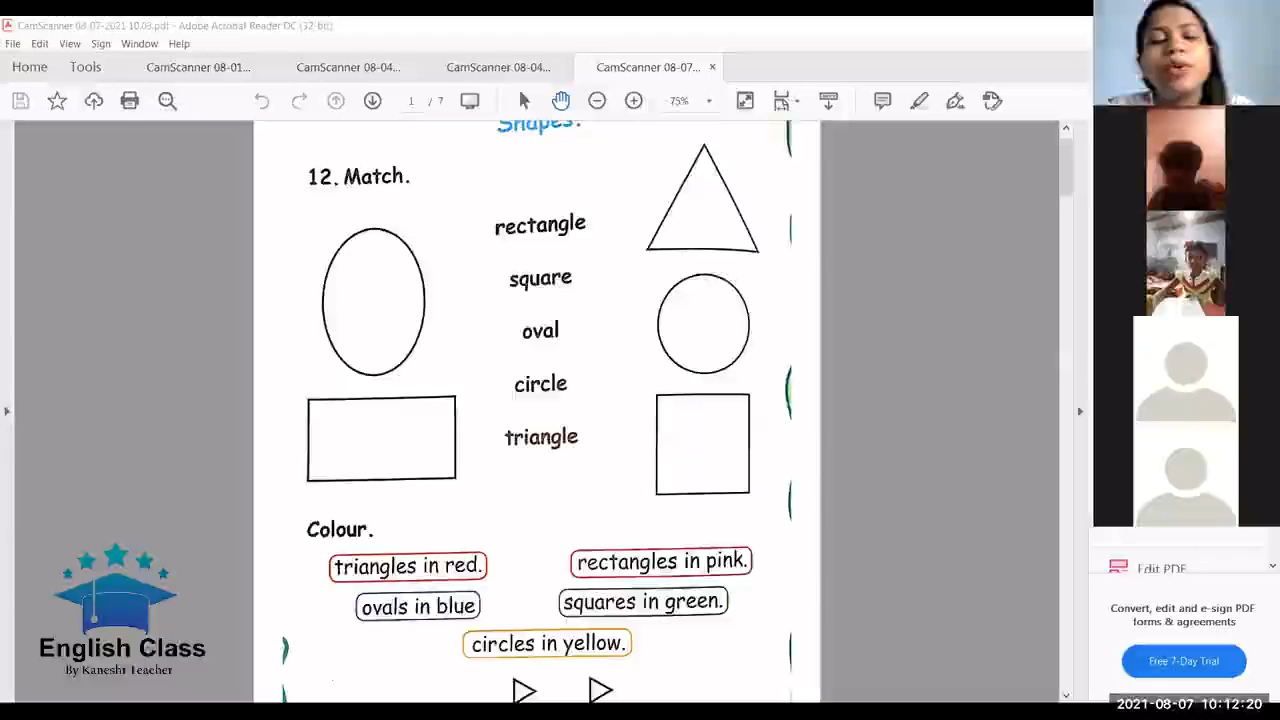 CamScanner 08-07-2021 10.03.pdf - Adobe Acrobat Reader DC (32-bit)
File Edit View Sign Window Help
Home Tools CamScanner 08-01... CamScanner 08-04... CamScanner 08-04... CamScanner 08-07... ×
1 / 7 75%
Shapes.
12. Match.
rectangle
square
oval
circle
triangle
Colour.
triangles in red. rectangles in pink.
ovals in blue squares in green.
circles in yellow.
English Class
By Kaneshi Teacher
Edit PDF
Convert, edit and e-sign PDF
forms & agreements
Free 7-Day Trial
2021-08-07 10:12:20